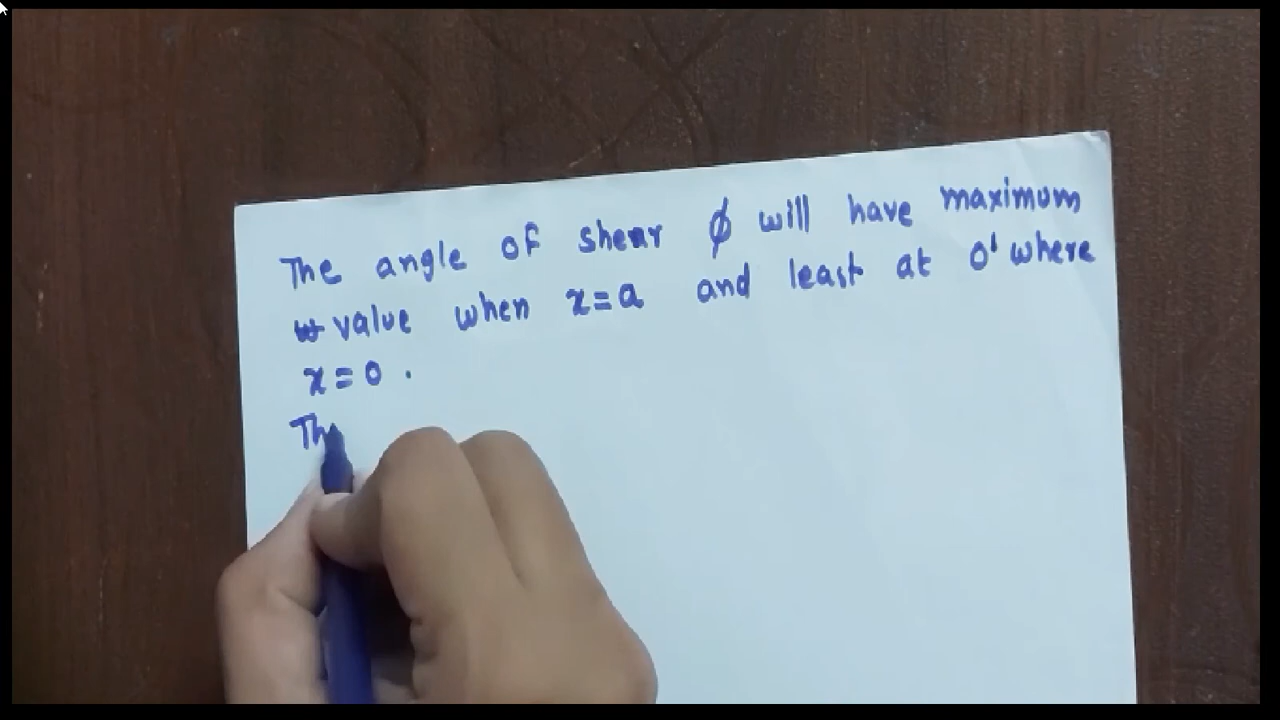 The angle of shear ϕ will have maximum
value when x=a and least at O' where
x=0.
Th